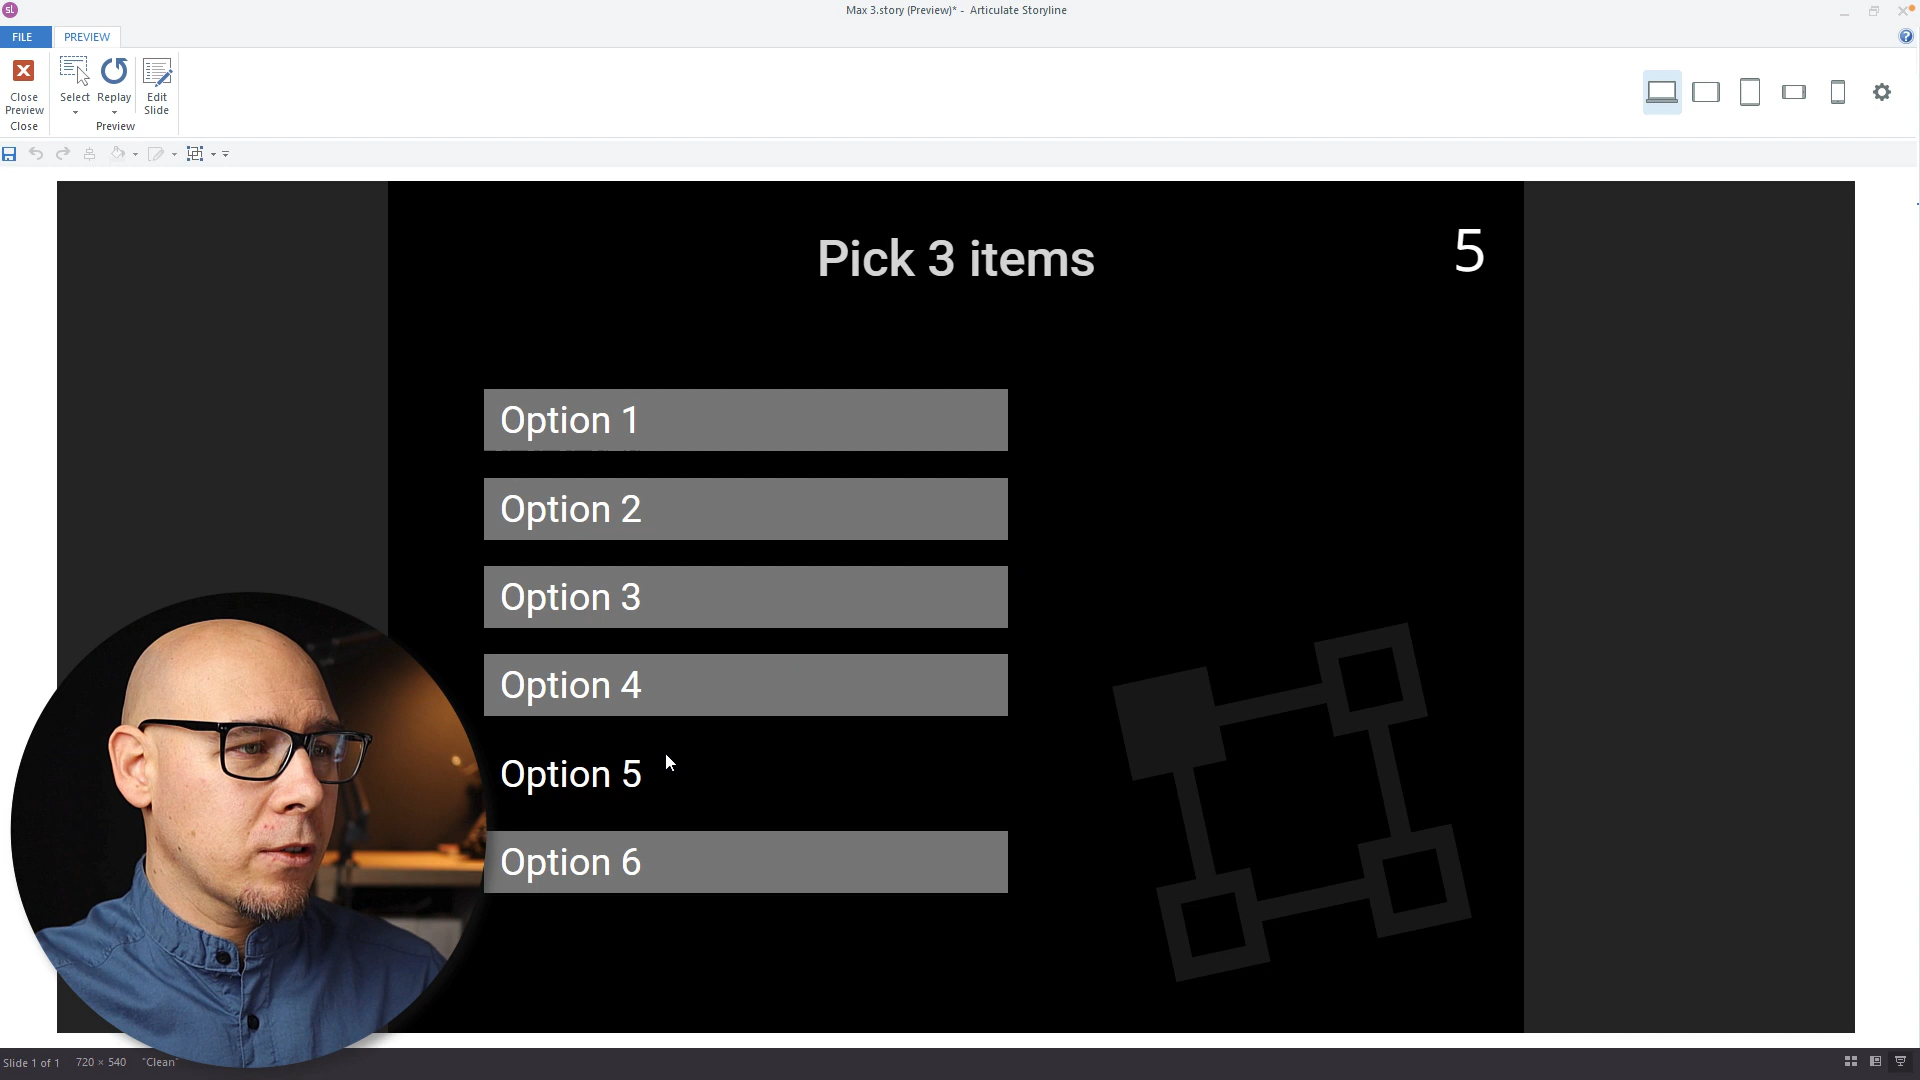 sl
Max 3.story (Preview)* - Articulate Storyline
FILE
PREVIEW
?
Close Preview
Select
Replay
Edit Slide
Close
Preview
Pick 3 items
5
Option 1
Option 2
Option 3
Option 4
Option 5
Option 6
Slide 1 of 1
720 × 540
"Clean"